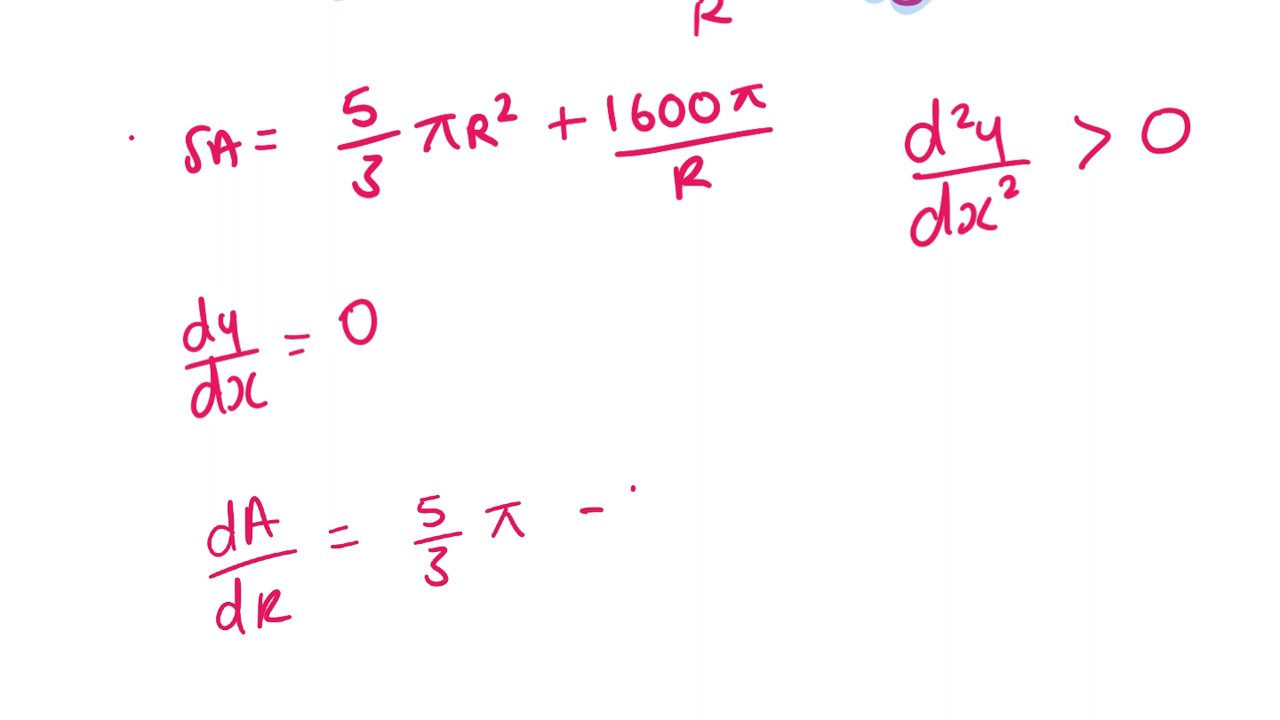 R
SA = 5/3 πR² + 1600π/R d²y/dx² > 0
dy/dx = 0
dA/dR = 5/3 π -